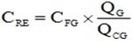 C_RE = C_FG × Q_G / Q_CG